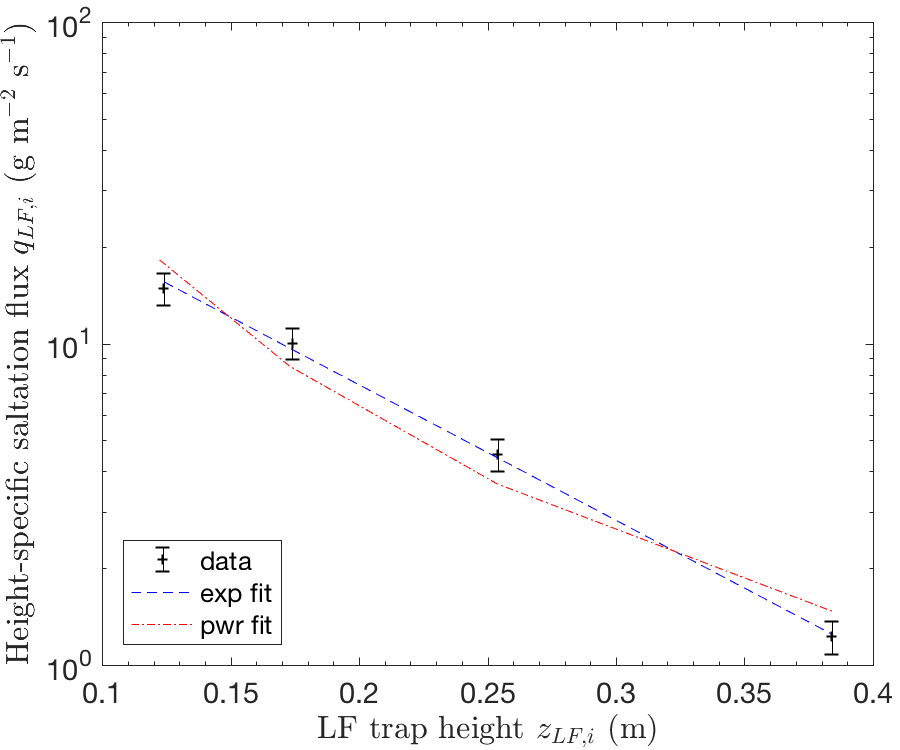 Height-specific saltation flux q_{LF,i} (g m^{-2} s^{-1})
10^2
10^1
10^0
data
exp fit
pwr fit
0.1 0.15 0.2 0.25 0.3 0.35 0.4
LF trap height z_{LF,i} (m)